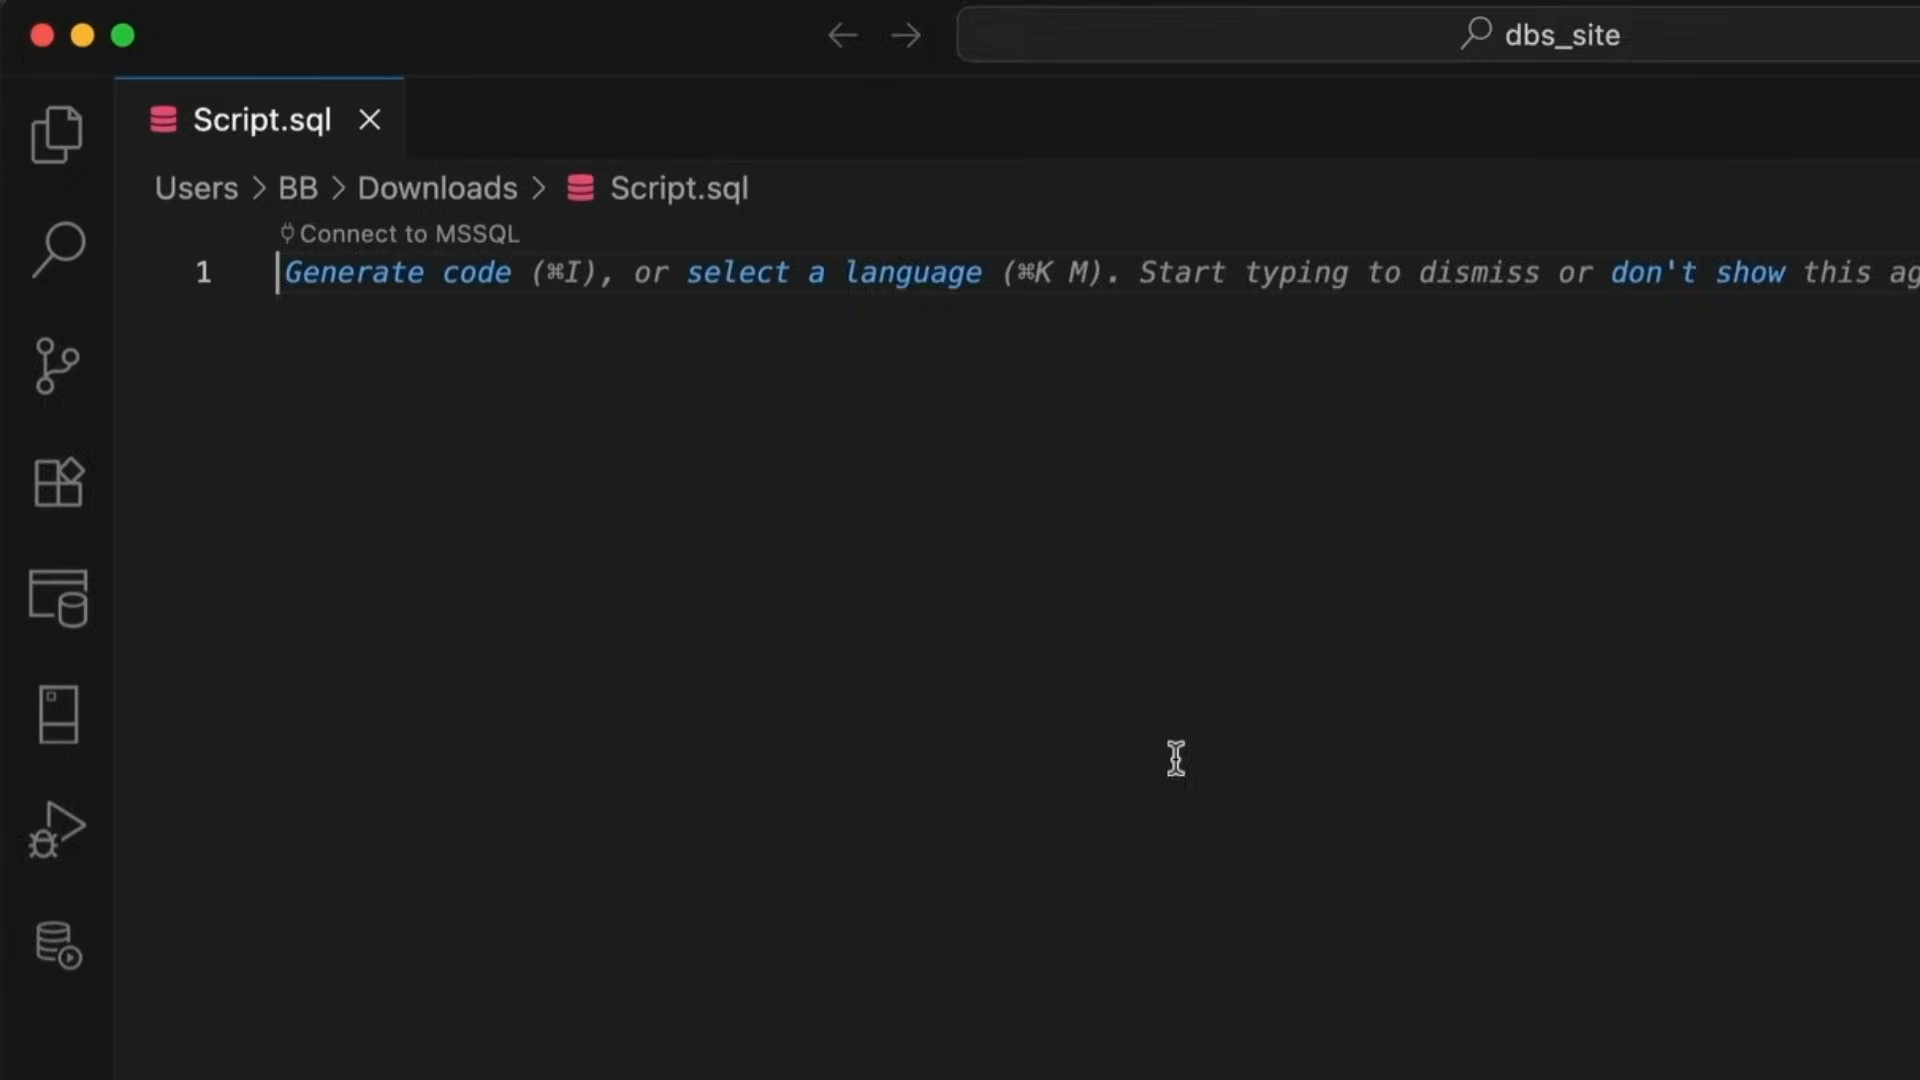 dbs_site
Script.sql
Users > BB > Downloads > Script.sql
Connect to MSSQL
1 Generate code (⌘I), or select a language (⌘K M). Start typing to dismiss or don't show this